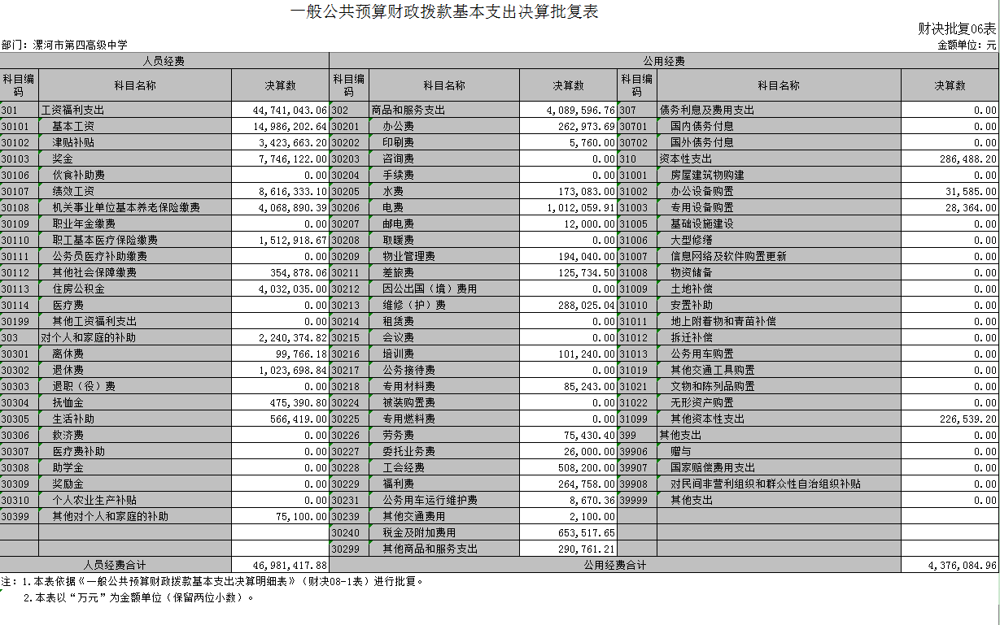 一般公共预算财政拨款基本支出决算批复表
财决批复06表
部门：漯河市第四高级中学 金额单位：元
人员经费 公用经费
科目编码 科目名称 决算数 科目编码 科目名称 决算数 科目编码 科目名称 决算数
301 工资福利支出 44,741,043.06 302 商品和服务支出 4,089,596.76 307 债务利息及费用支出 0.00
30101 基本工资 14,986,202.64 30201 办公费 262,973.69 30701 国内债务付息 0.00
30102 津贴补贴 3,423,663.20 30202 印刷费 5,760.00 30702 国外债务付息 0.00
30103 奖金 7,746,122.00 30203 咨询费 0.00 310 资本性支出 286,488.20
30106 伙食补助费 0.00 30204 手续费 0.00 31001 房屋建筑物购建 0.00
30107 绩效工资 8,616,333.10 30205 水费 173,083.00 31002 办公设备购置 31,585.00
30108 机关事业单位基本养老保险缴费 4,068,890.39 30206 电费 1,012,059.91 31003 专用设备购置 28,364.00
30109 职业年金缴费 0.00 30207 邮电费 12,000.00 31005 基础设施建设 0.00
30110 职工基本医疗保险缴费 1,512,918.67 30208 取暖费 0.00 31006 大型修缮 0.00
30111 公务员医疗补助缴费 0.00 30209 物业管理费 194,040.00 31007 信息网络及软件购置更新 0.00
30112 其他社会保障缴费 354,878.06 30211 差旅费 125,734.50 31008 物资储备 0.00
30113 住房公积金 4,032,035.00 30212 因公出国（境）费用 0.00 31009 土地补偿 0.00
30114 医疗费 0.00 30213 维修（护）费 288,025.04 31010 安置补助 0.00
30199 其他工资福利支出 0.00 30214 租赁费 0.00 31011 地上附着物和青苗补偿 0.00
303 对个人和家庭的补助 2,240,374.82 30215 会议费 0.00 31012 拆迁补偿 0.00
30301 离休费 99,766.18 30216 培训费 101,240.00 31013 公务用车购置 0.00
30302 退休费 1,023,698.84 30217 公务接待费 0.00 31019 其他交通工具购置 0.00
30303 退职（役）费 0.00 30218 专用材料费 85,243.00 31021 文物和陈列品购置 0.00
30304 抚恤金 475,390.80 30224 被装购置费 0.00 31022 无形资产购置 0.00
30305 生活补助 566,419.00 30225 专用燃料费 0.00 31099 其他资本性支出 226,539.20
30306 救济费 0.00 30226 劳务费 75,430.40 399 其他支出 0.00
30307 医疗费补助 0.00 30227 委托业务费 26,000.00 39906 赠与 0.00
30308 助学金 0.00 30228 工会经费 508,200.00 39907 国家赔偿费用支出 0.00
30309 奖励金 0.00 30229 福利费 264,758.00 39908 对民间非营利组织和群众性自治组织补贴 0.00
30310 个人农业生产补贴 0.00 30231 公务用车运行维护费 8,670.36 39999 其他支出 0.00
30399 其他对个人和家庭的补助 75,100.00 30239 其他交通费用 2,100.00
30240 税金及附加费用 653,517.65
30299 其他商品和服务支出 290,761.21
人员经费合计 46,981,417.88 公用经费合计 4,376,084.96
注：1.本表依据《一般公共预算财政拨款基本支出决算明细表》（财决08-1表）进行批复。
2.本表以“万元”为金额单位（保留两位小数）。